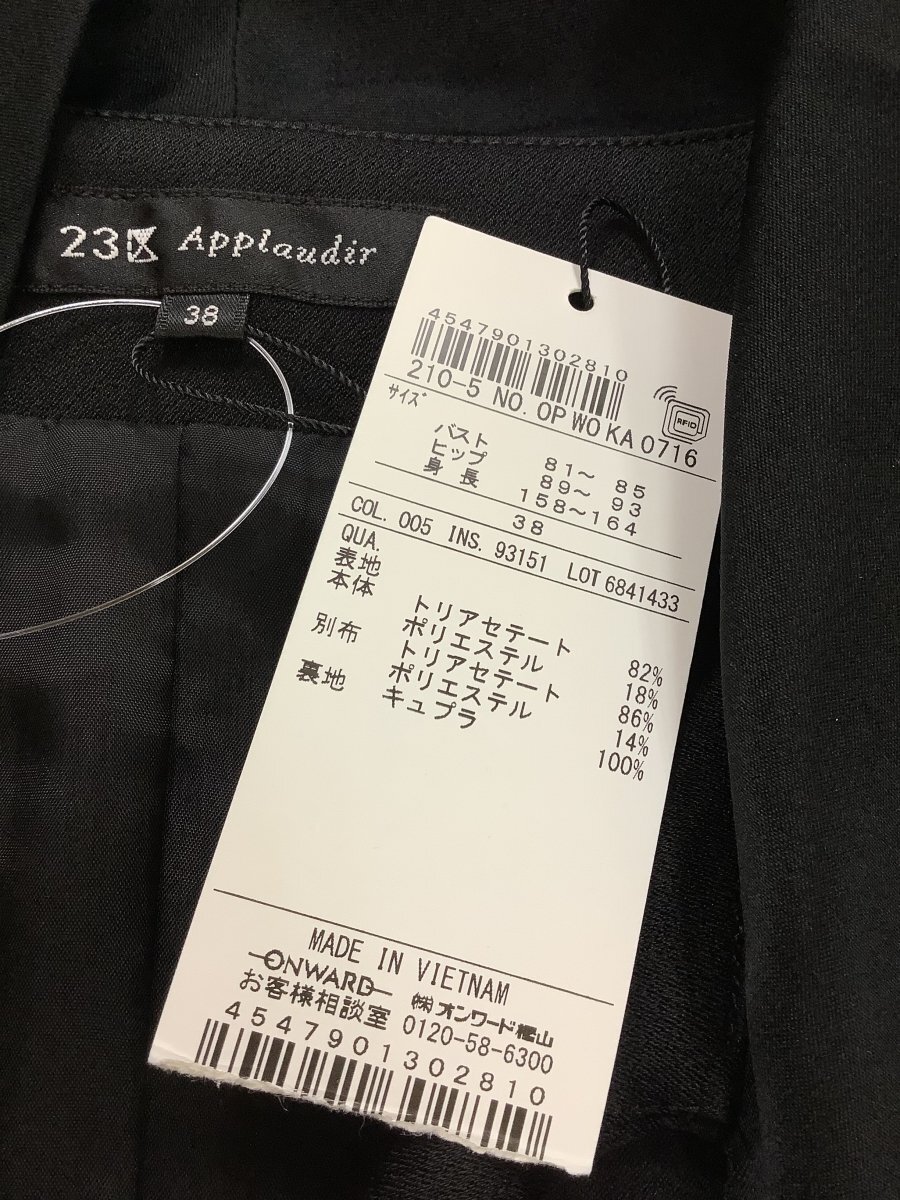 23区 Applaudir
38
4547901302810
210-5 NO. OPWOKA0716
RFID
サイズ
バスト 81～ 85
ヒップ 89～ 93
身長 158～164
38
COL. 005 INS. 93151 LOT 6841433
QUA.
表地
本体 トリアセテート 82%
ポリエステル 18%
別布 トリアセテート 86%
ポリエステル 14%
裏地 キュプラ 100%
MADE IN VIETNAM
ONWARD ㈱オンワード樫山
お客様相談室 0120-58-6300
4547901302810